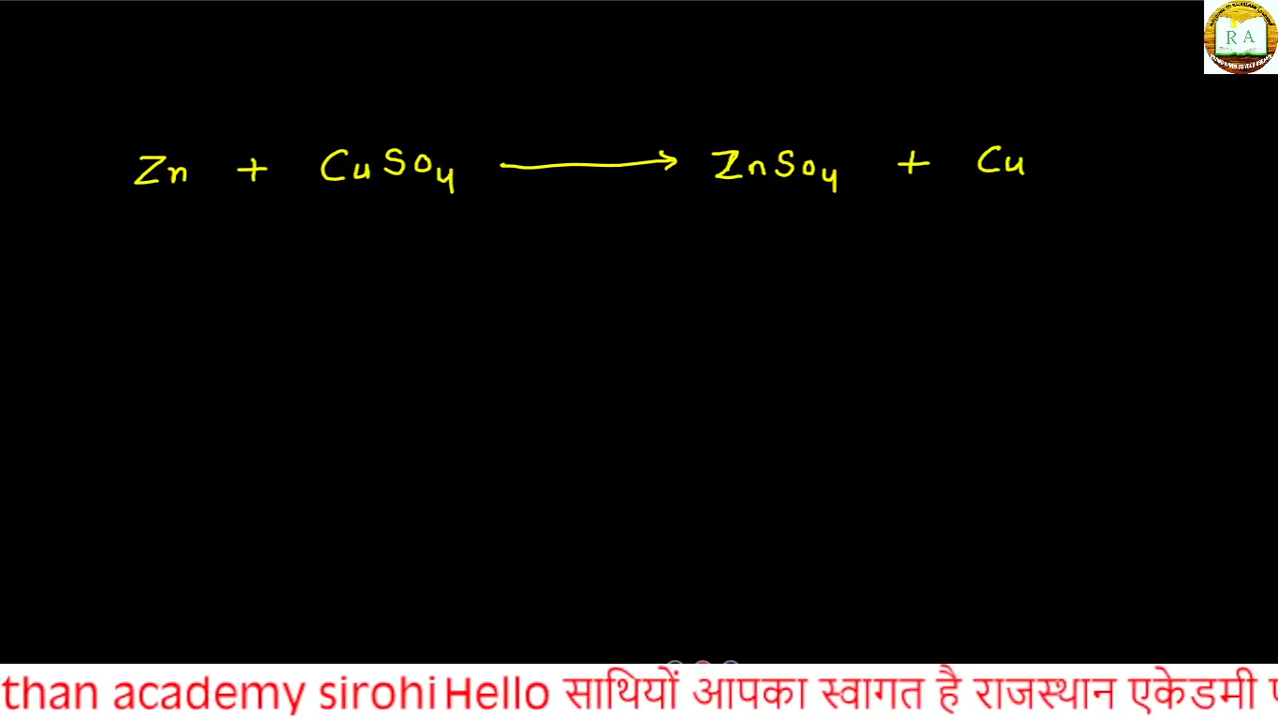 R A
Zn + CuSO4 ⟶ ZnSO4 + Cu
than academy sirohi Hello साथियों आपका स्वागत है राजस्थान एकेडमी